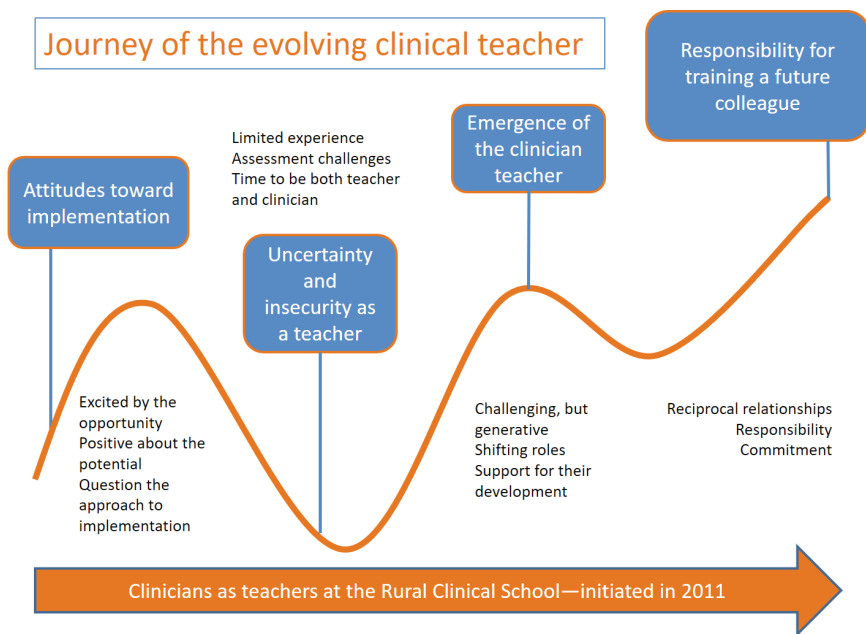 Journey of the evolving clinical teacher
Attitudes toward
implementation
Excited by the
opportunity
Positive about the
potential
Question the
approach to
implementation
Limited experience
Assessment challenges
Time to be both teacher
and clinician
Uncertainty
and
insecurity as
a teacher
Emergence of
the clinician
teacher
Challenging, but
generative
Shifting roles
Support for their
development
Responsibility for
training a future
colleague
Reciprocal relationships
Responsibility
Commitment
Clinicians as teachers at the Rural Clinical School—initiated in 2011